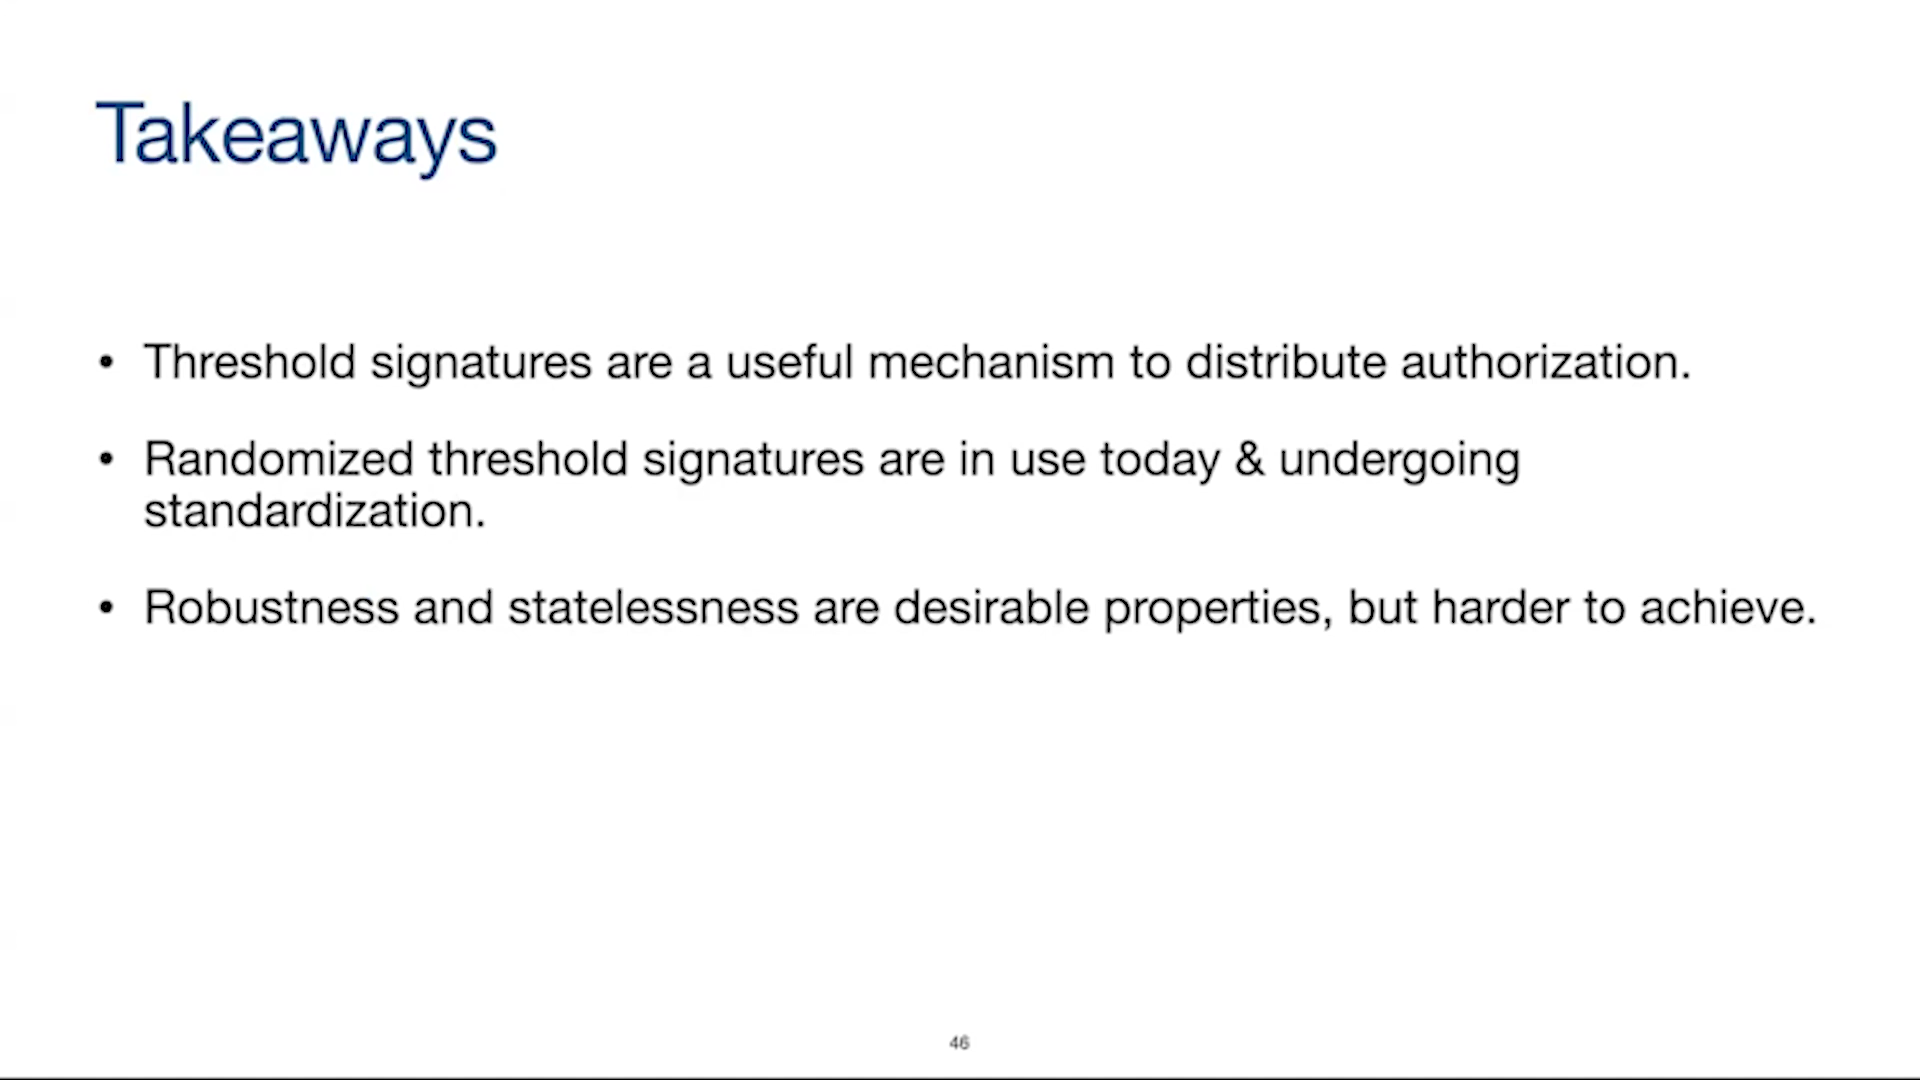 Takeaways
• Threshold signatures are a useful mechanism to distribute authorization.
• Randomized threshold signatures are in use today & undergoing
standardization.
• Robustness and statelessness are desirable properties, but harder to achieve.
46